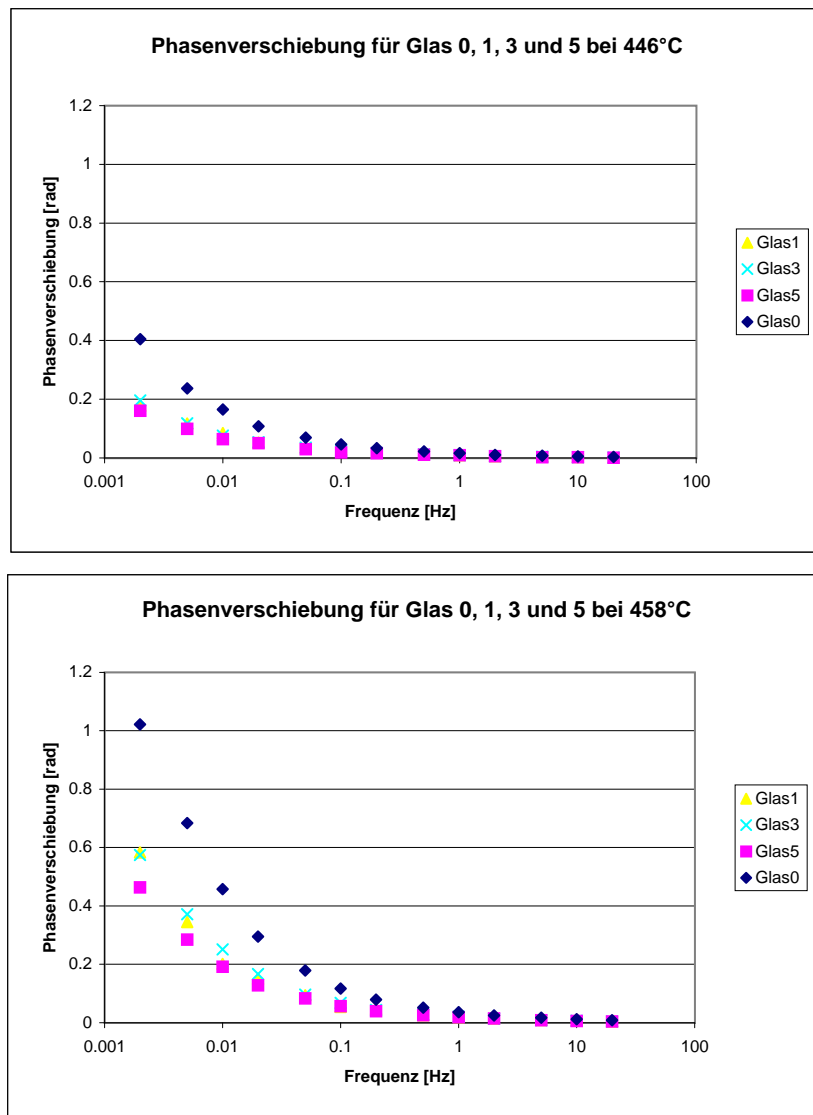 Phasenverschiebung für Glas 0, 1, 3 und 5 bei 446°C
1.2
1
0.8
0.6
0.4
0.2
0
0.001 0.01 0.1 1 10 100
Frequenz [Hz]
Phasenverschiebung [rad]
Glas1
Glas3
Glas5
Glas0
Phasenverschiebung für Glas 0, 1, 3 und 5 bei 458°C
1.2
1
0.8
0.6
0.4
0.2
0
0.001 0.01 0.1 1 10 100
Frequenz [Hz]
Phasenverschiebung [rad]
Glas1
Glas3
Glas5
Glas0